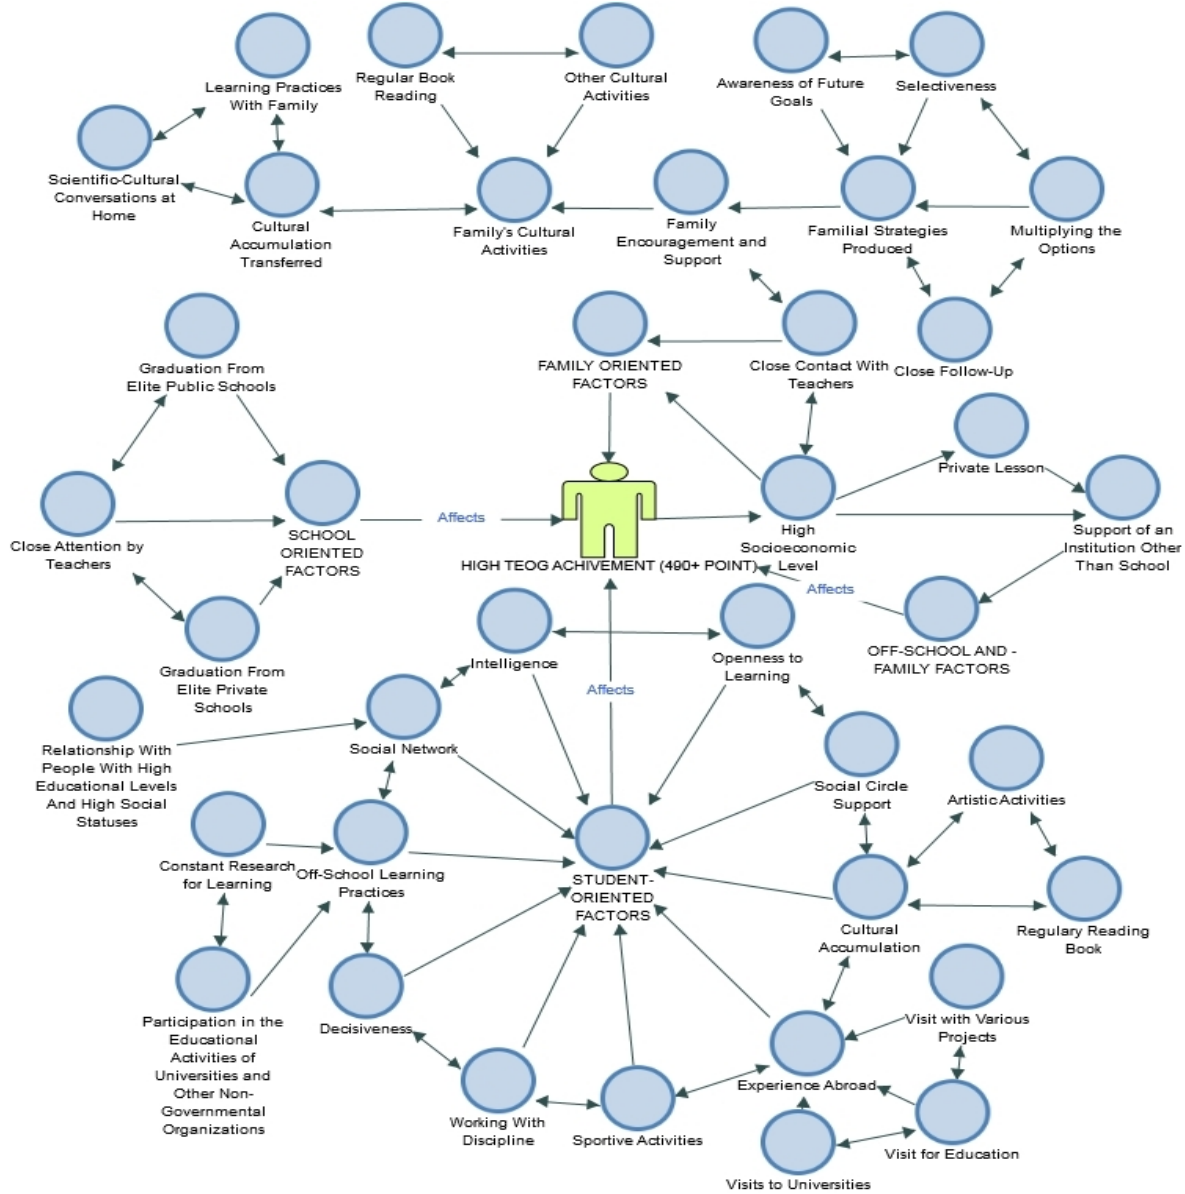 Learning Practices
With Family
Regular Book
Reading
Other Cultural
Activities
Awareness of Future
Goals
Selectiveness
Scientific-Cultural
Conversations at
Home
Cultural
Accumulation
Transferred
Family's Cultural
Activities
Family
Encouragement and
Support
Familial Strategies
Produced
Multiplying the
Options
Graduation From
Elite Public Schools
FAMILY ORIENTED
FACTORS
Close Contact With
Teachers
Close Follow-Up
Private Lesson
Close Attention by
Teachers
SCHOOL
ORIENTED
FACTORS
Affects
High
Socioeconomic
Level
Support of an
Institution Other
Than School
HIGH TEOG ACHIVEMENT (490+ POINT)
Affects
Graduation From
Elite Private
Schools
Intelligence
Openness to
Learning
OFF-SCHOOL AND -
FAMILY FACTORS
Affects
Relationship With
People With High
Educational Levels
And High Social
Statuses
Social Network
Social Circle
Support
Artistic Activities
Constant Research
for Learning
Off-School Learning
Practices
STUDENT-
ORIENTED
FACTORS
Cultural
Accumulation
Regulary Reading
Book
Participation in the
Educational
Activities of
Universities and
Other Non-
Governmental
Organizations
Decisiveness
Visit with Various
Projects
Working With
Discipline
Sportive Activities
Experience Abroad
Visit for Education
Visits to Universities